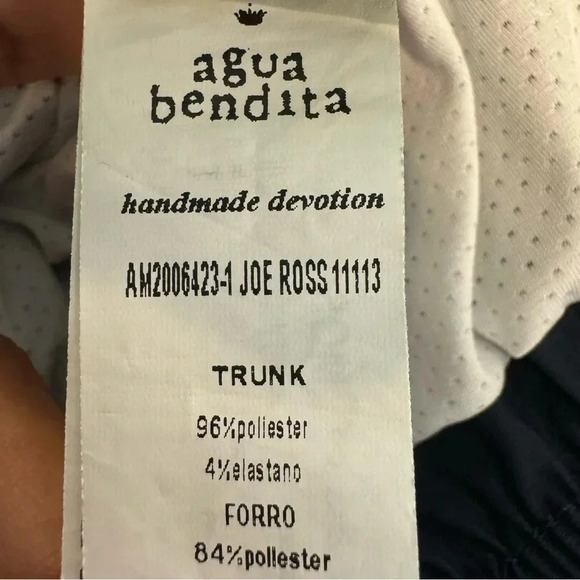 agua
bendita
handmade devotion
AM2006423-1 JOE ROSS 11113
TRUNK
96%poliester
4%elastano
FORRO
84%poliester